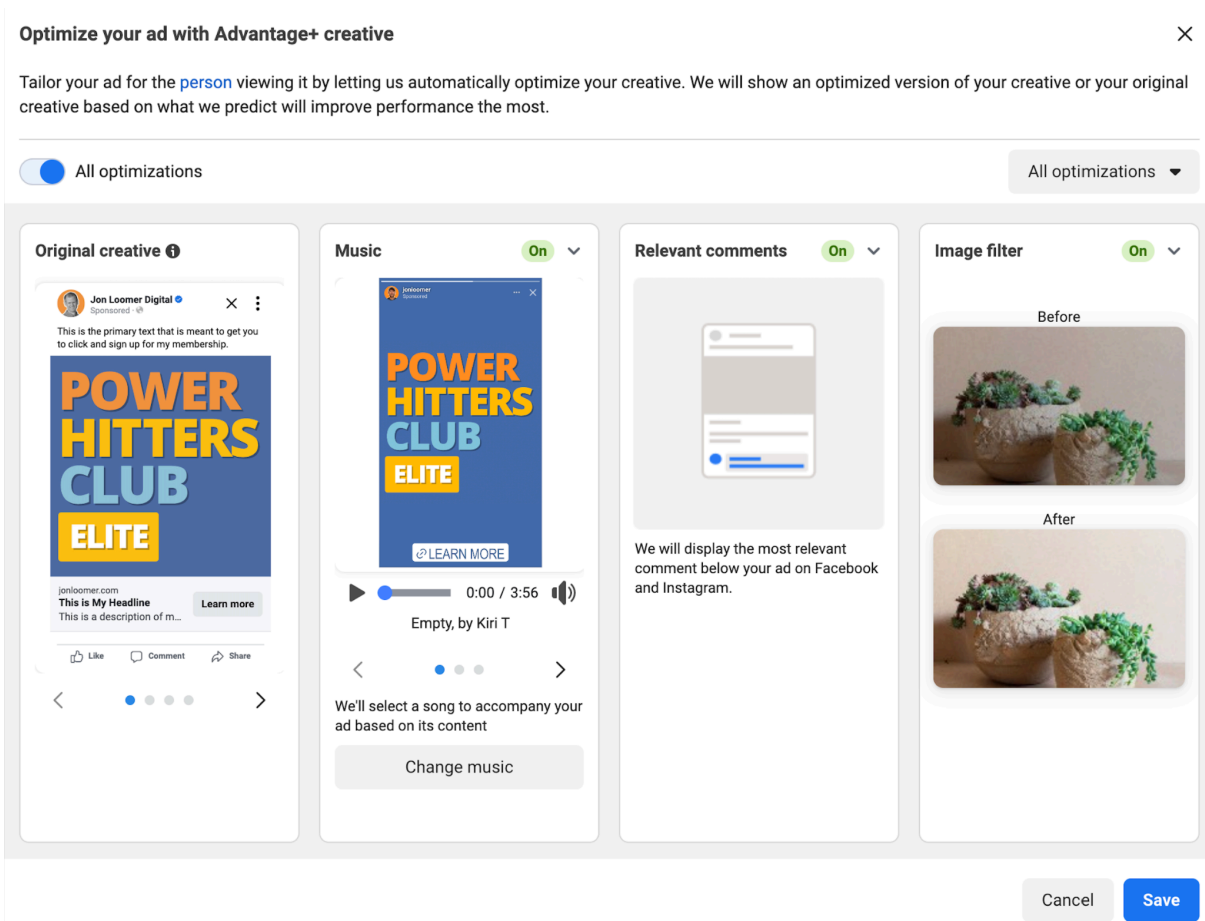 Optimize your ad with Advantage+ creative
Tailor your ad for the person viewing it by letting us automatically optimize your creative. We will show an optimized version of your creative or your original
creative based on what we predict will improve performance the most.
All optimizations
All optimizations
Original creative
Jon Loomer Digital
Sponsored ·
This is the primary text that is meant to get you
to click and sign up for my membership.
POWER
HITTERS
CLUB
ELITE
jonloomer.com
This is My Headline
This is a description of m...
Learn more
Like
Comment
Share
Music
On
jonloomer
Sponsored
POWER
HITTERS
CLUB
ELITE
LEARN MORE
0:00 / 3:56
Empty, by Kiri T
We'll select a song to accompany your
ad based on its content
Change music
Relevant comments
On
We will display the most relevant
comment below your ad on Facebook
and Instagram.
Image filter
On
Before
After
Cancel
Save